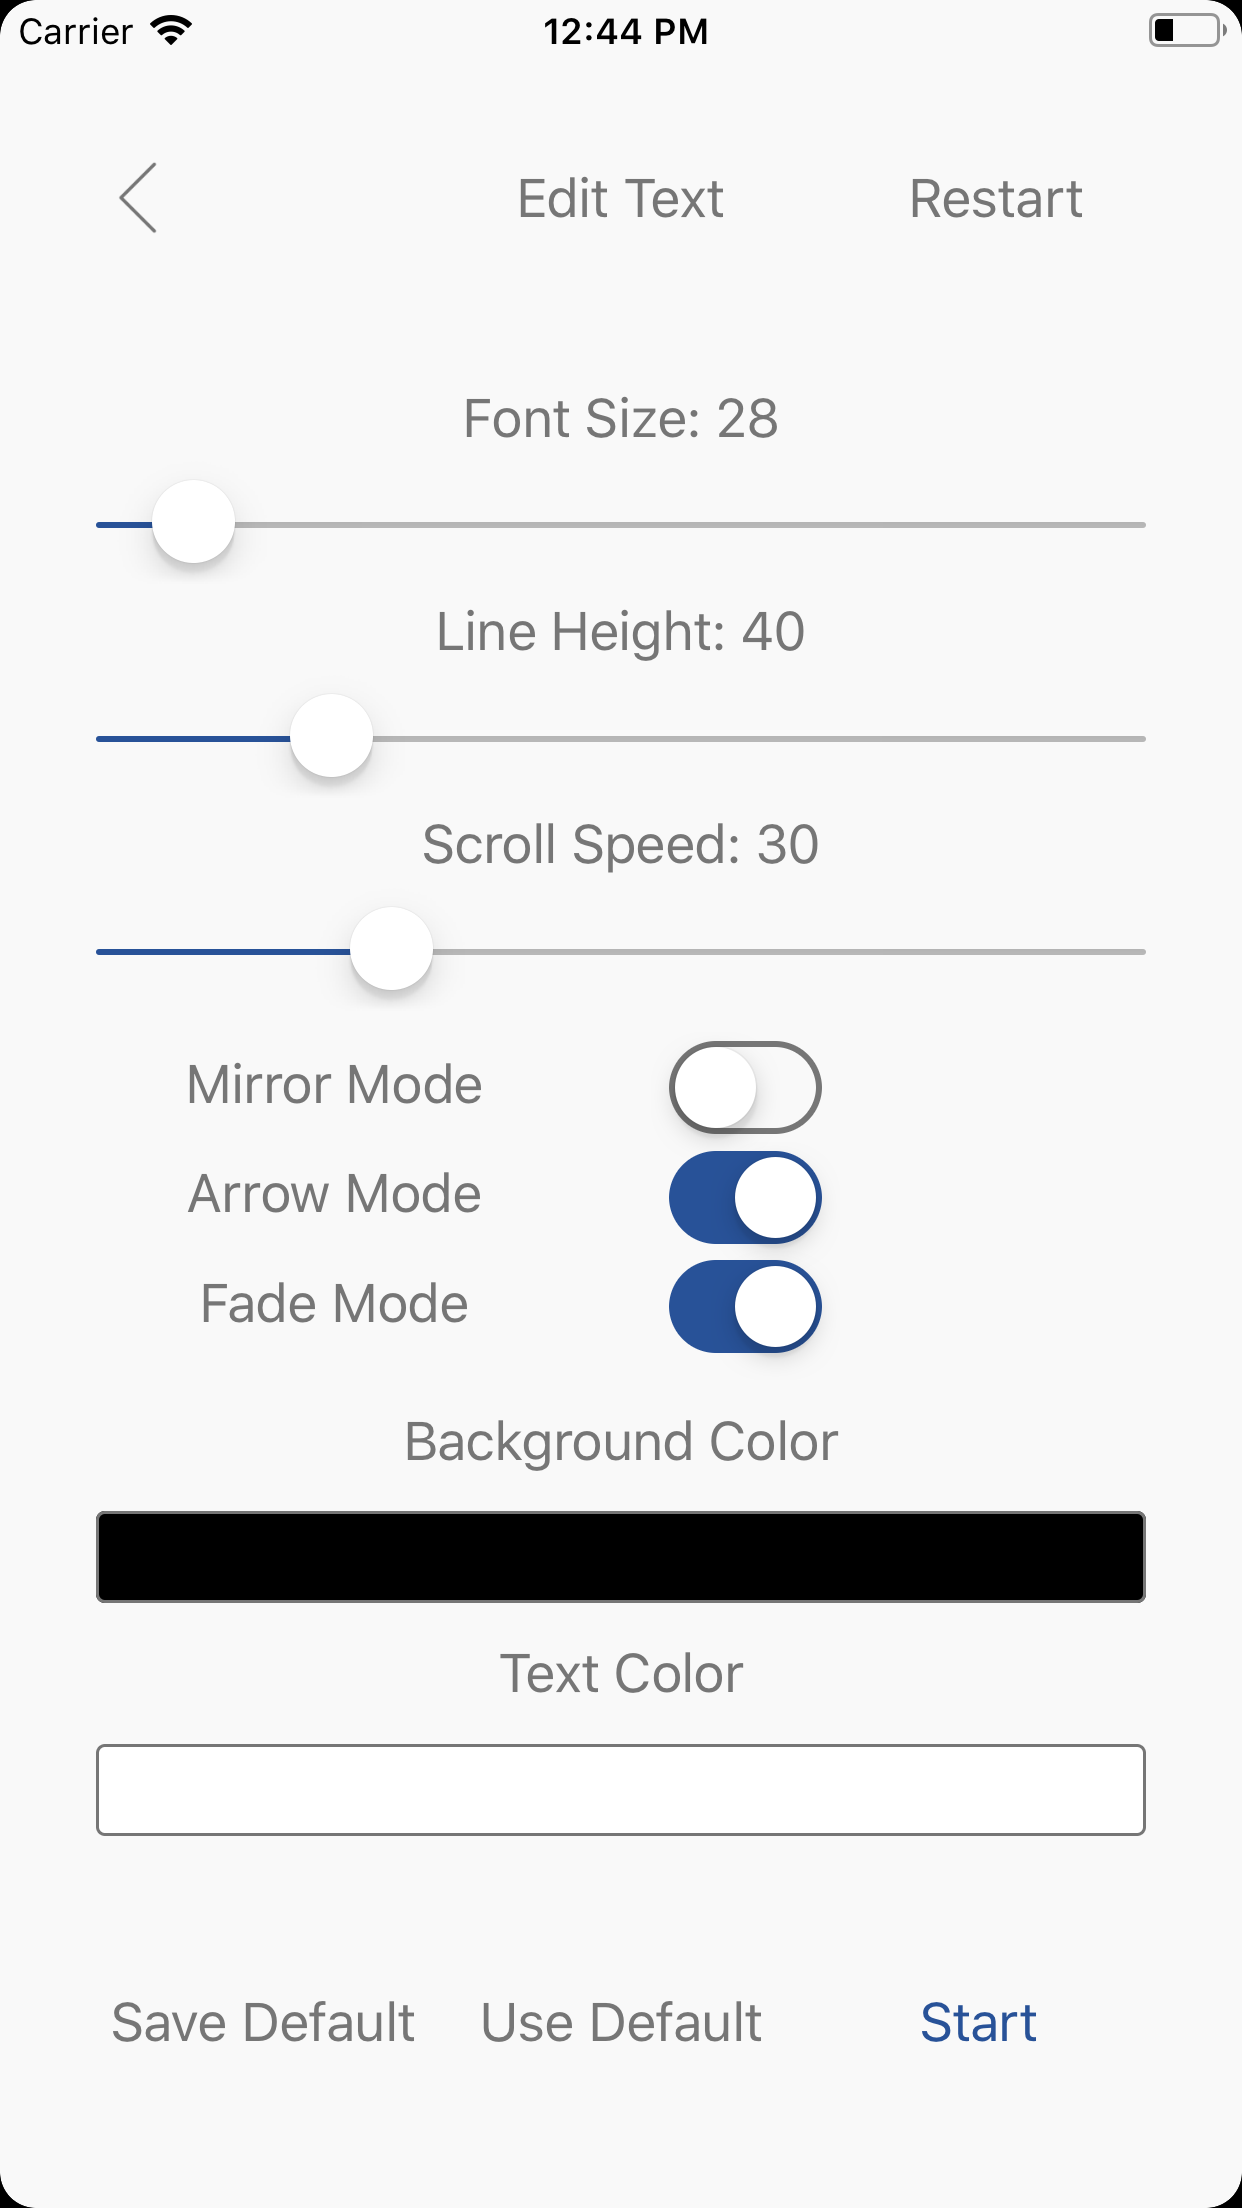 Carrier 12:44 PM
Edit Text Restart
Font Size: 28
Line Height: 40
Scroll Speed: 30
Mirror Mode
Arrow Mode
Fade Mode
Background Color
Text Color
Save Default Use Default Start